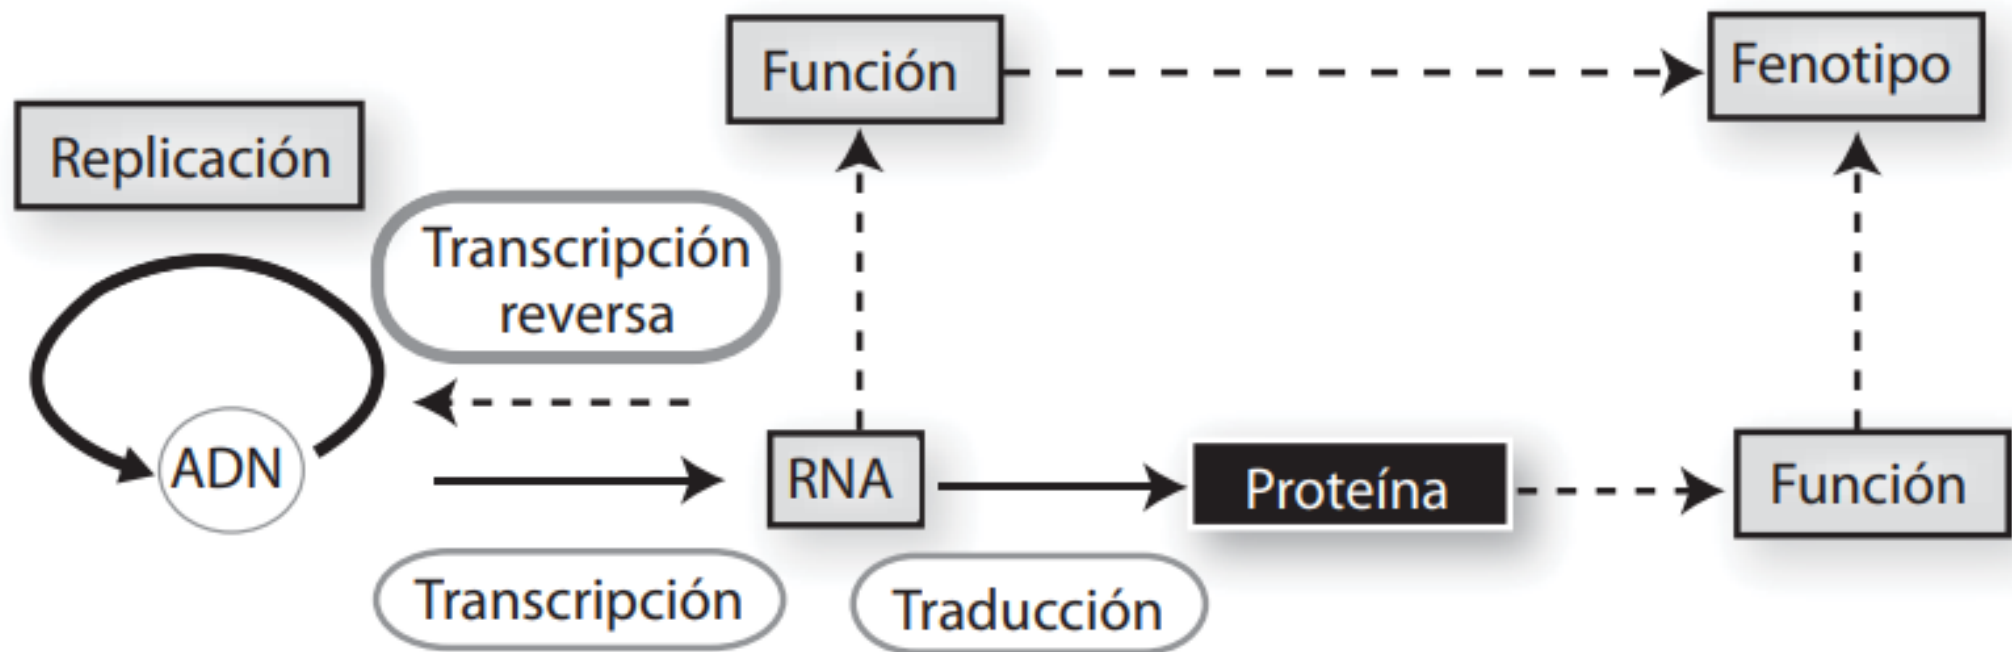 Función
Fenotipo
Replicación
Transcripción
reversa
ADN
RNA
Proteína
Función
Transcripción
Traducción